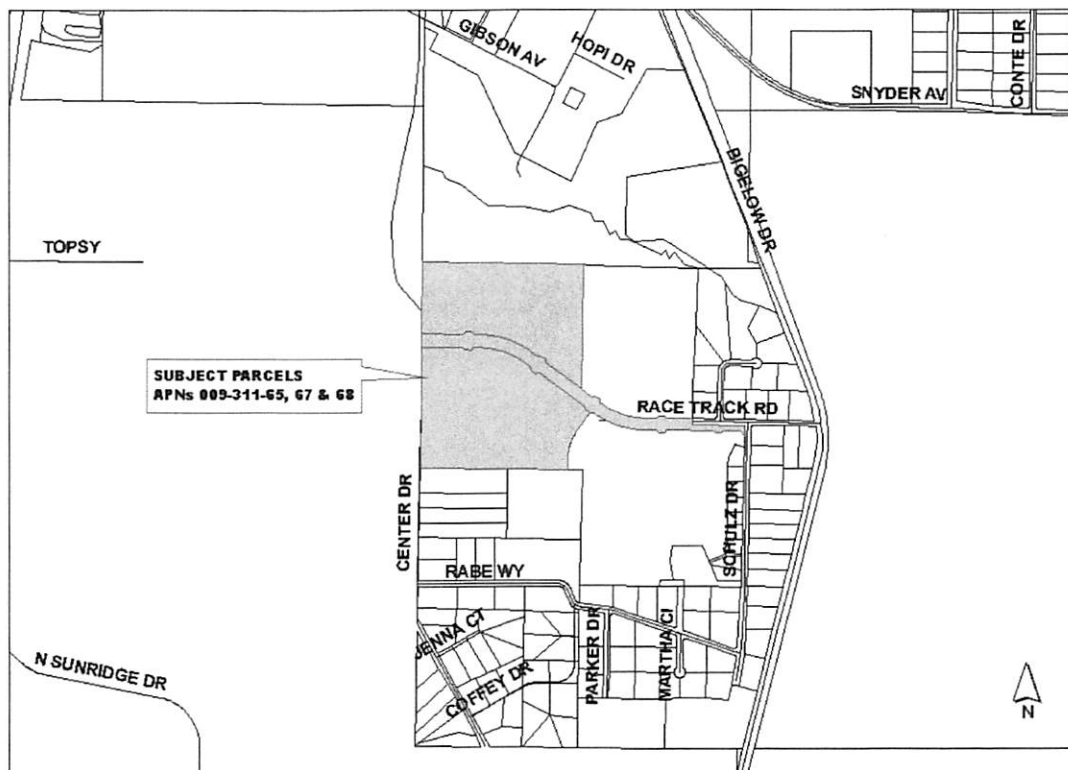 GIBSON AV
HOPI DR
CONTE DR
SNYDER AV
BIGELOW DR
TOPSY
SUBJECT PARCELS
APNs 009-311-65, 67 & 68
RACE TRACK RD
CENTER DR
SCHULZ DR
RABE WY
JENNA CT
PARKER DR
MARTHA CI
N SUNRIDGE DR
COFFEY DR
N